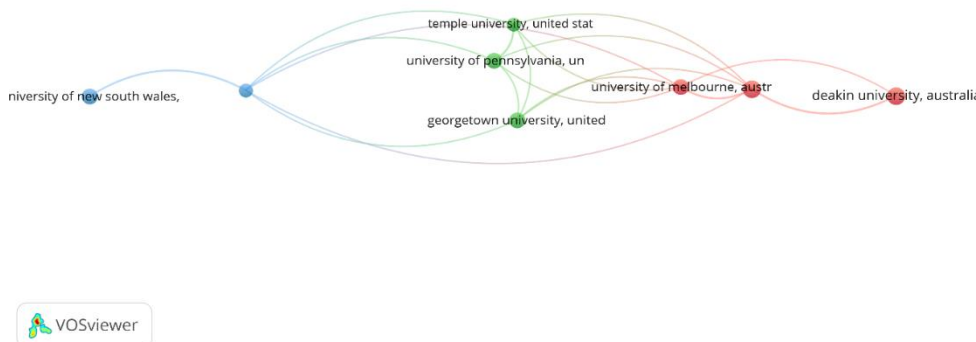 temple university, united stat
university of pennsylvania, un
niversity of new south wales,
university of melbourne, austr
deakin university, australia
georgetown university, united
VOSviewer